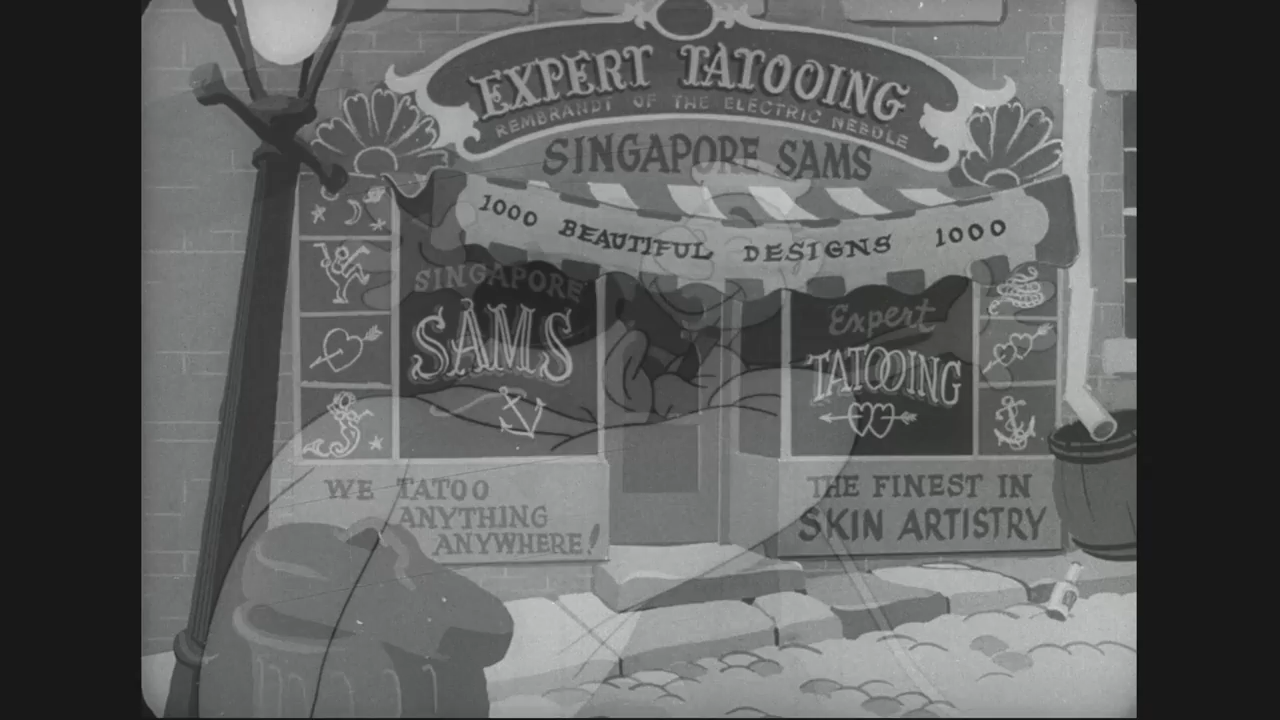 EXPERT TATOOING
REMBRANDT OF THE ELECTRIC NEEDLE
SINGAPORE SAMS
1000 BEAUTIFUL DESIGNS 1000
SINGAPORE
SAMS
Expert
TATOOING
WE TATOO
ANYTHING
ANYWHERE!
THE FINEST IN
SKIN ARTISTRY